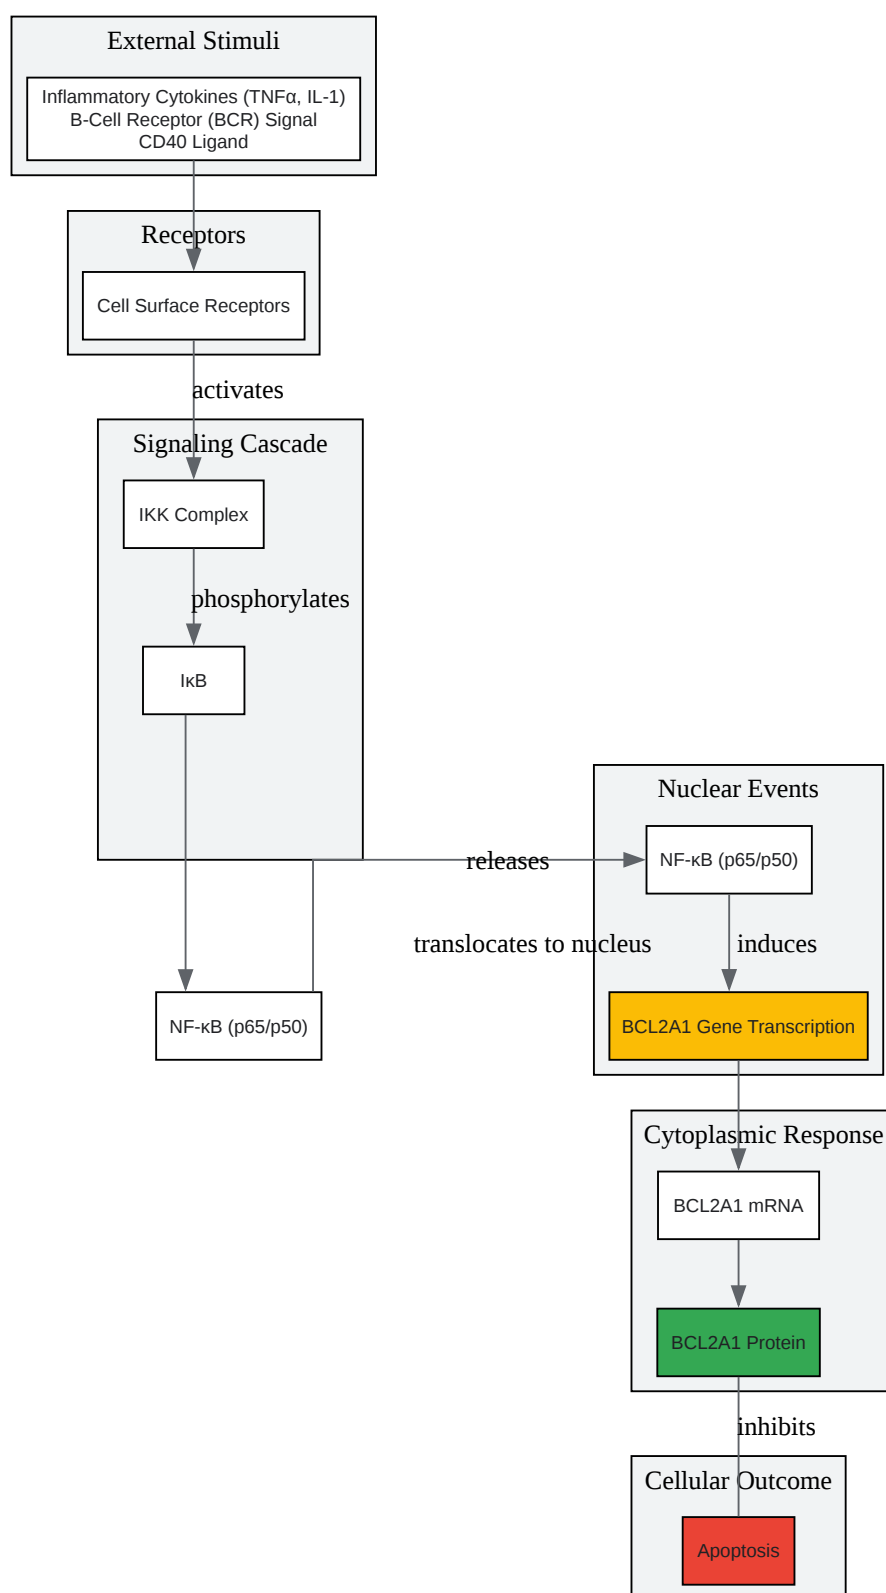 External Stimuli
Inflammatory Cytokines (TNFα, IL-1)
B-Cell Receptor (BCR) Signal
CD40 Ligand
Receptors
Cell Surface Receptors
activates
Signaling Cascade
IKK Complex
phosphorylates
IκB
Nuclear Events
releases
NF-κB (p65/p50)
translocates to nucleus
induces
NF-κB (p65/p50)
BCL2A1 Gene Transcription
Cytoplasmic Response
BCL2A1 mRNA
BCL2A1 Protein
inhibits
Cellular Outcome
Apoptosis